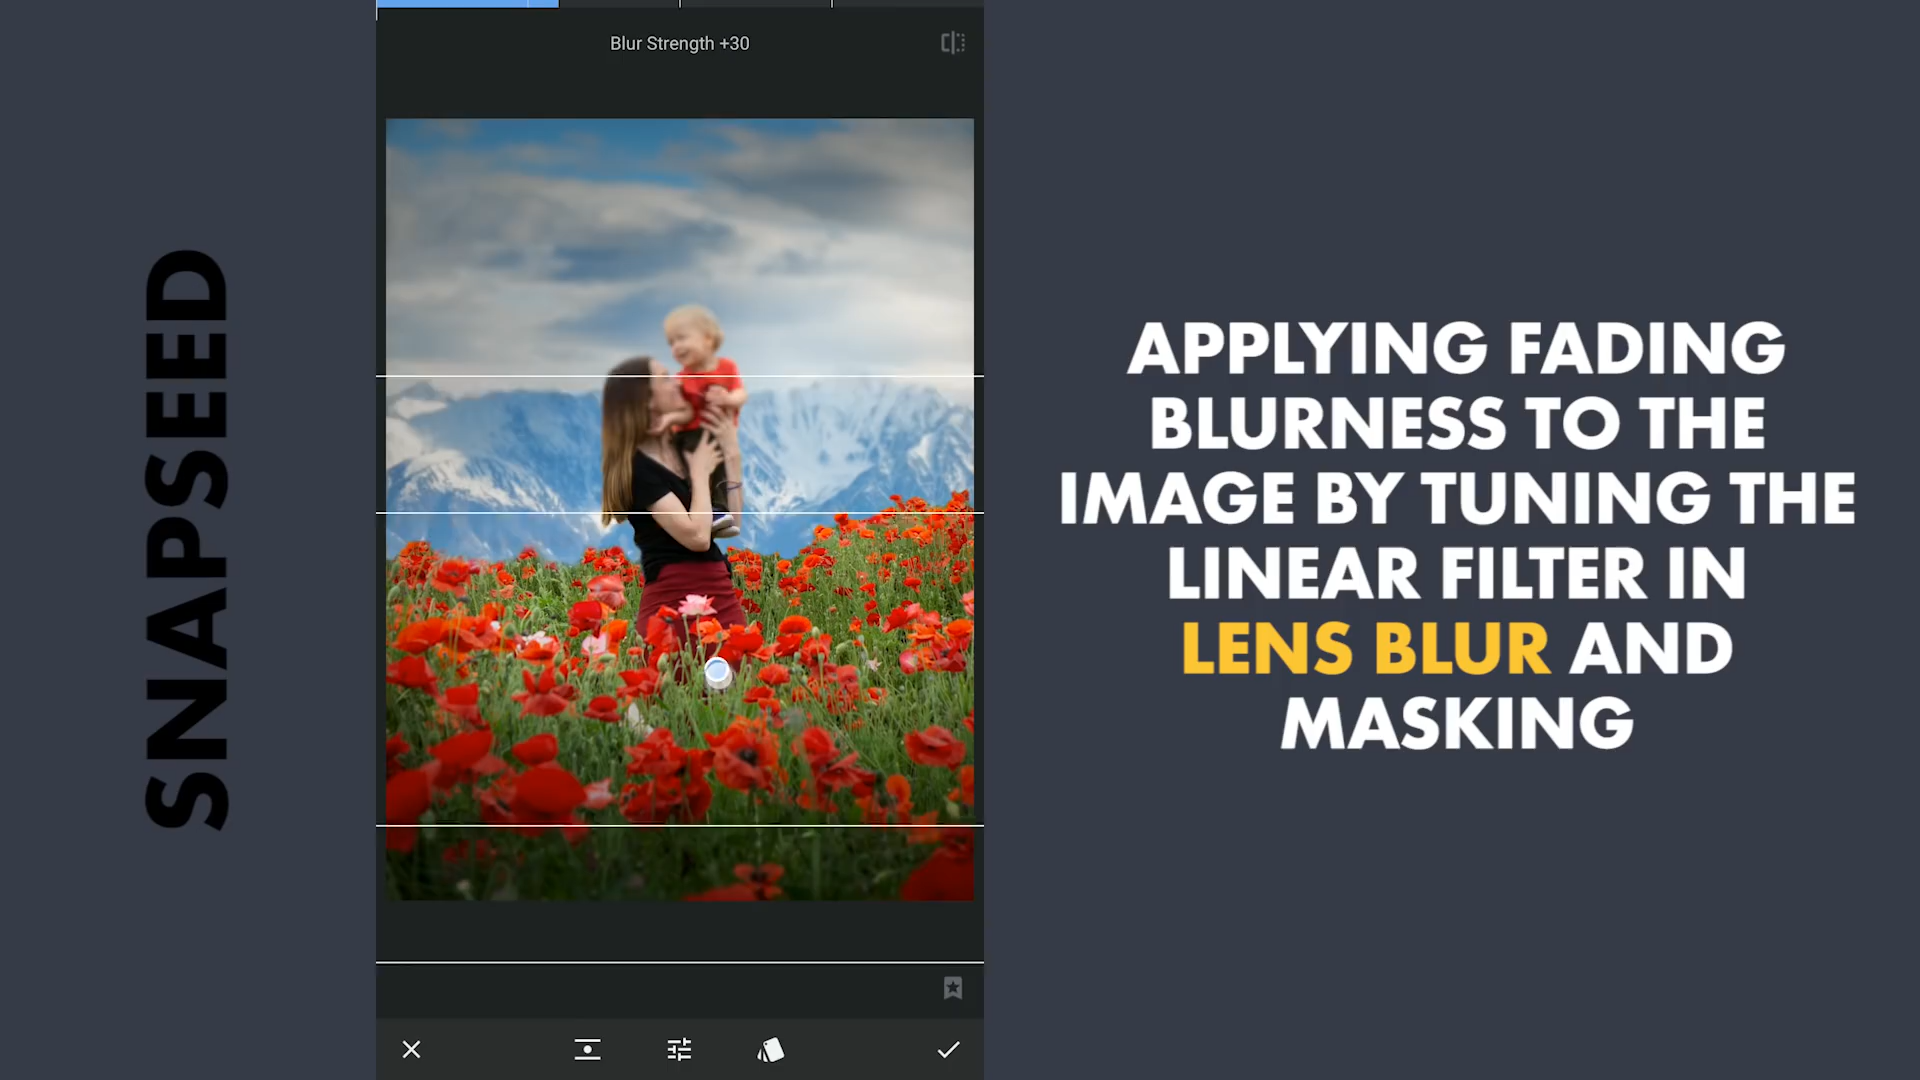 SNAPSEED
Blur Strength +30
APPLYING FADING
BLURNESS TO THE
IMAGE BY TUNING THE
LINEAR FILTER IN
LENS BLUR AND
MASKING